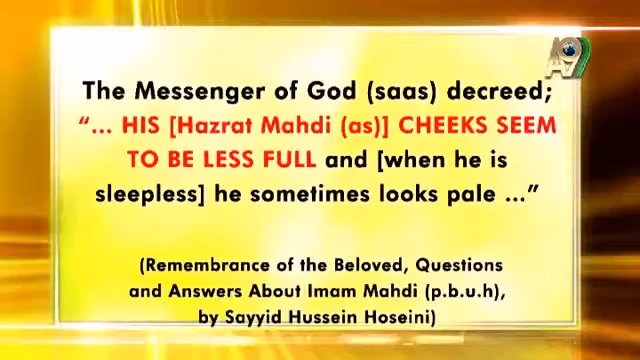 A9
The Messenger of God (saas) decreed;
“... HIS [Hazrat Mahdi (as)] CHEEKS SEEM
TO BE LESS FULL and [when he is
sleepless] he sometimes looks pale ...”
(Remembrance of the Beloved, Questions
and Answers About Imam Mahdi (p.b.u.h),
by Sayyid Hussein Hoseini)